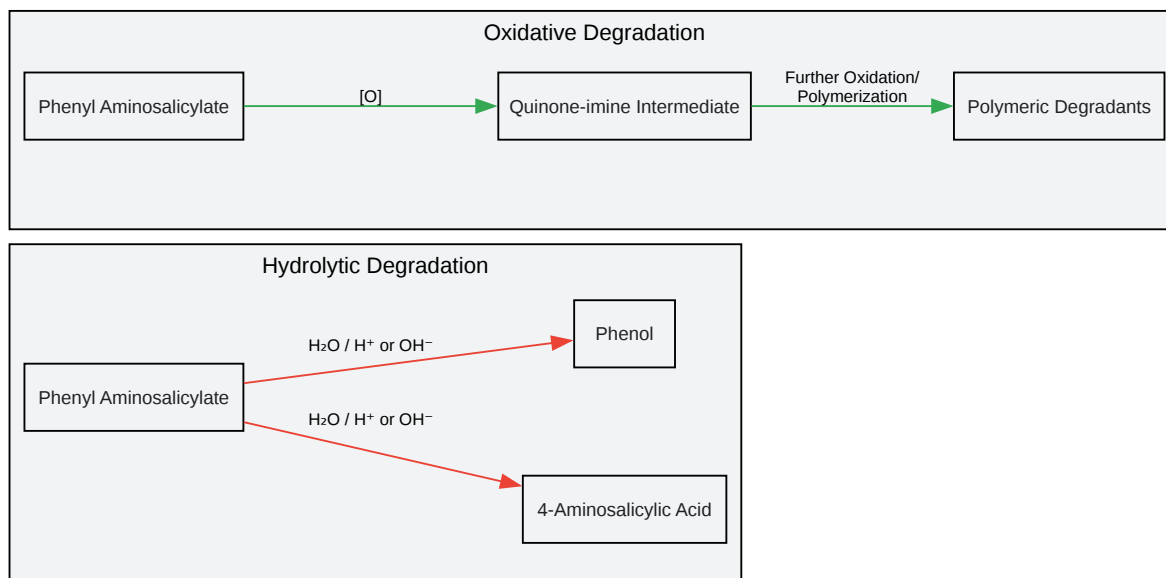 Oxidative Degradation
Phenyl Aminosalicylate
[O]
Quinone-imine Intermediate
Further Oxidation/
Polymerization
Polymeric Degradants
Hydrolytic Degradation
Phenyl Aminosalicylate
H₂O / H⁺ or OH⁻
Phenol
H₂O / H⁺ or OH⁻
4-Aminosalicylic Acid